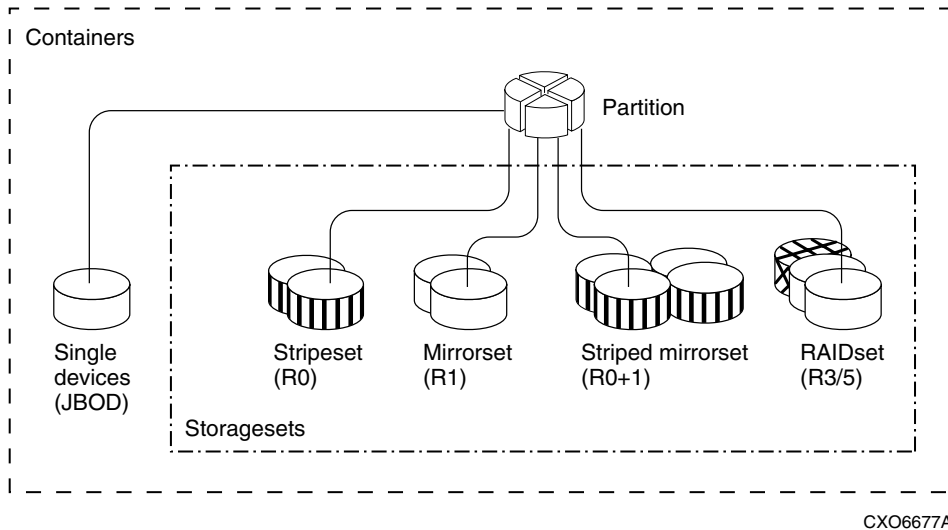 Containers
Partition
Single
devices
(JBOD)
Stripeset
(R0)
Mirrorset
(R1)
Striped mirrorset
(R0+1)
RAIDset
(R3/5)
Storagesets
CXO6677A